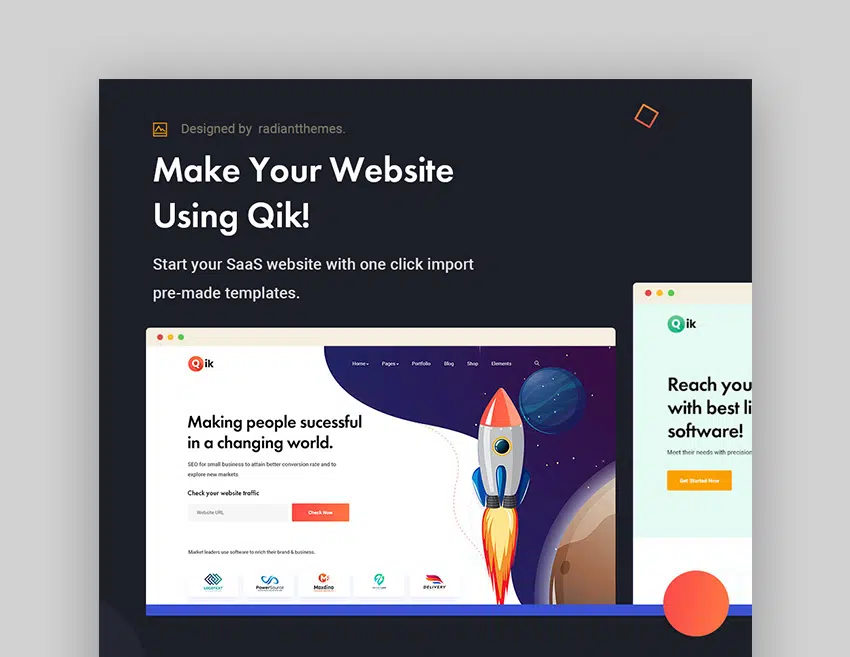 Designed by radiantthemes.
Make Your Website
Using Qik!
Start your SaaS website with one click import
pre-made templates.
Qik
Home
Pages
Portfolio
Blog
Shop
Elements
Making people sucessful
in a changing world.
SEO for small business to attain better conversion rate and to
explore new markets
Check your website traffic
Website URL
Check Now
Market leaders use software to nrich their brand & business.
PowerSource
Maxdino
DELIVERY
Qik
Reach you
with best li
software!
Meet their needs with precision
Get Started Now